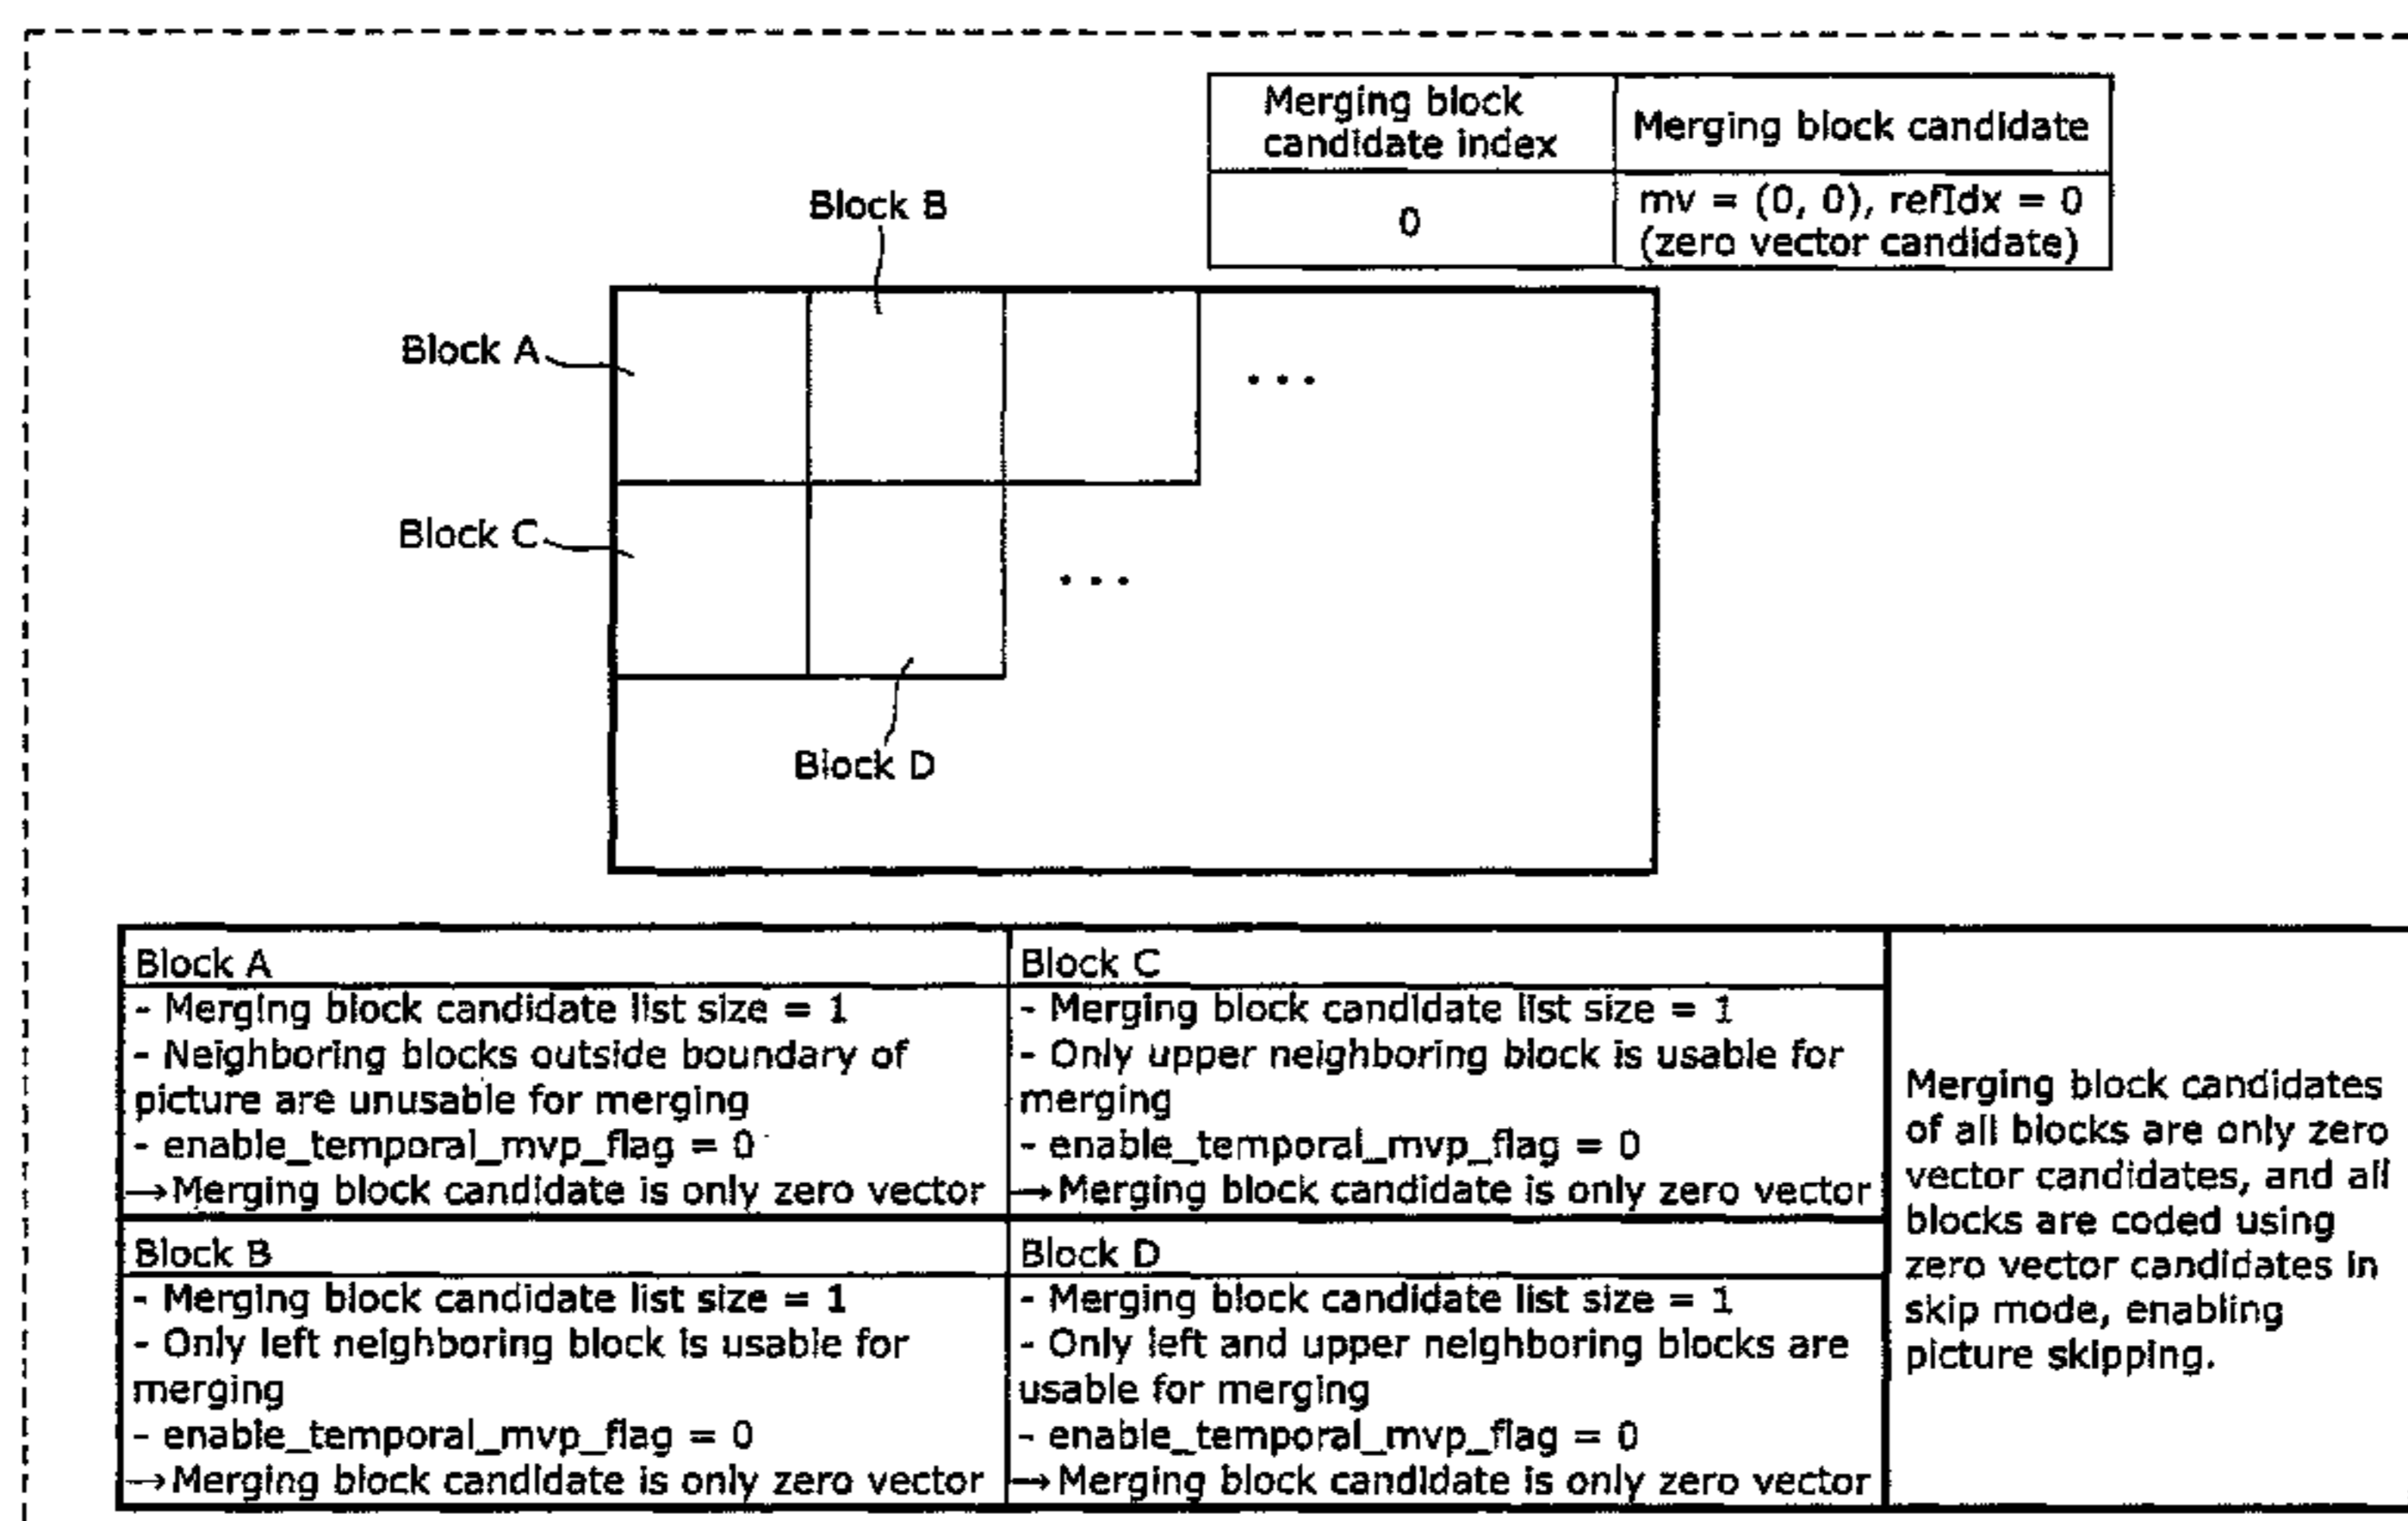 Merging block
candidate index
Merging block candidate
0
mv = (0, 0), refIdx = 0
(zero vector candidate)
Block B
Block A
...
Block C
...
Block D
Block A
- Merging block candidate list size = 1
- Neighboring blocks outside boundary of
picture are unusable for merging
- enable_temporal_mvp_flag = 0
→Merging block candidate is only zero vector
Block C
- Merging block candidate list size = 1
- Only upper neighboring block is usable for
merging
- enable_temporal_mvp_flag = 0
→Merging block candidate is only zero vector
Block B
- Merging block candidate list size = 1
- Only left neighboring block is usable for
merging
- enable_temporal_mvp_flag = 0
→Merging block candidate is only zero vector
Block D
- Merging block candidate list size = 1
- Only left and upper neighboring blocks are
usable for merging
- enable_temporal_mvp_flag = 0
→Merging block candidate is only zero vector
Merging block candidates
of all blocks are only zero
vector candidates, and all
blocks are coded using
zero vector candidates in
skip mode, enabling
picture skipping.